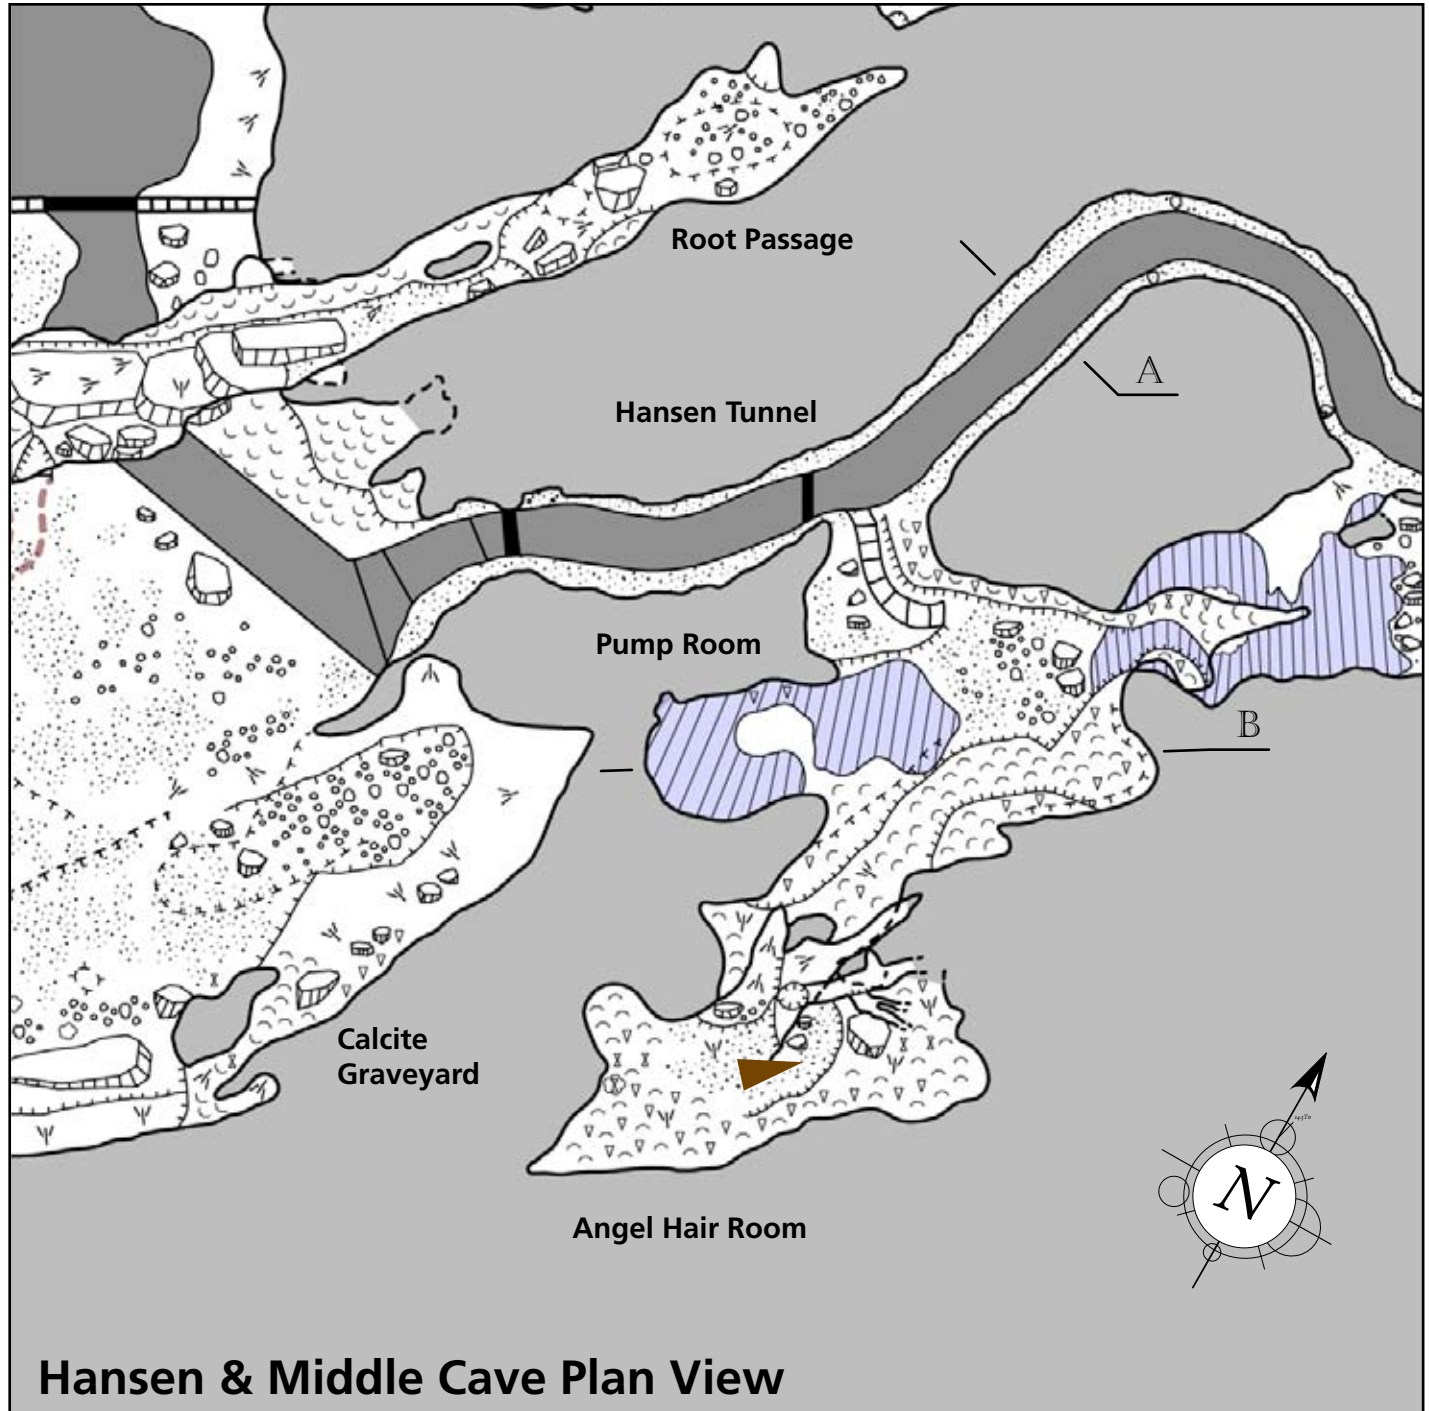 Root Passage
A
Hansen Tunnel
Pump Room
B
Calcite
Graveyard
Angel Hair Room
N
Hansen & Middle Cave Plan View